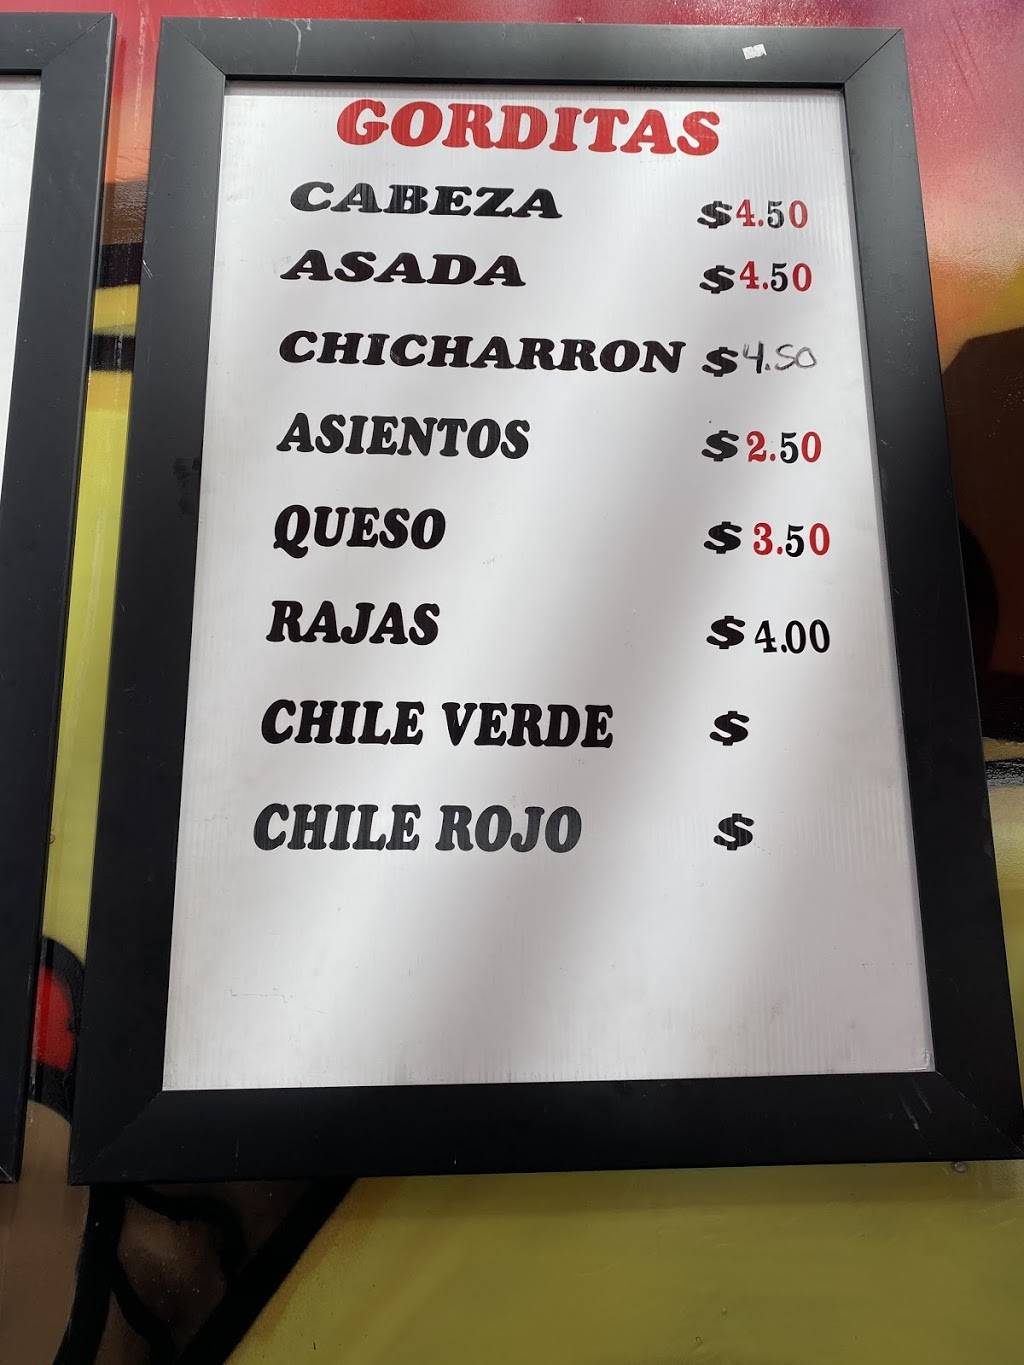 GORDITAS
CABEZA $4.50
ASADA $4.50
CHICHARRON $4.50
ASIENTOS $2.50
QUESO $3.50
RAJAS $4.00
CHILE VERDE $
CHILE ROJO $